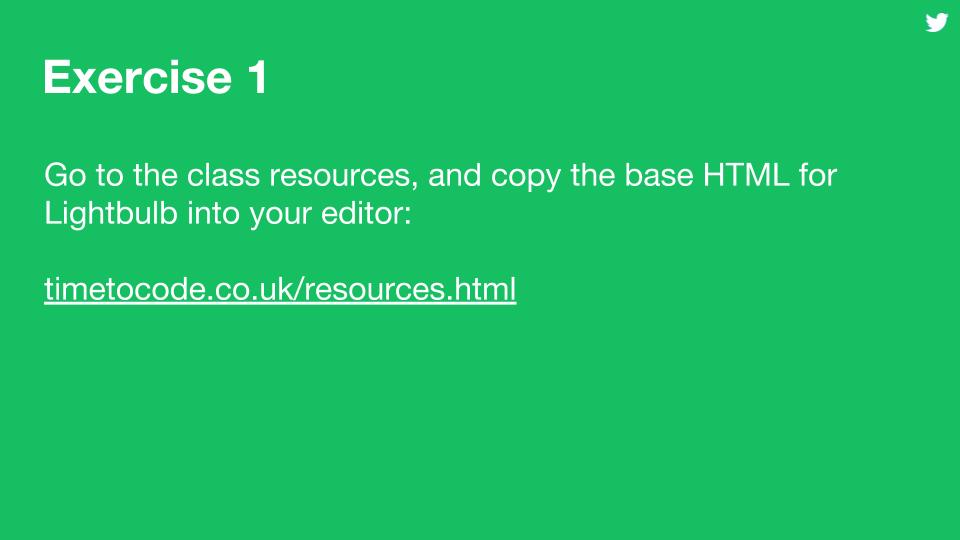 Exercise 1
Go to the class resources, and copy the base HTML for
Lightbulb into your editor:
timetocode.co.uk/resources.html